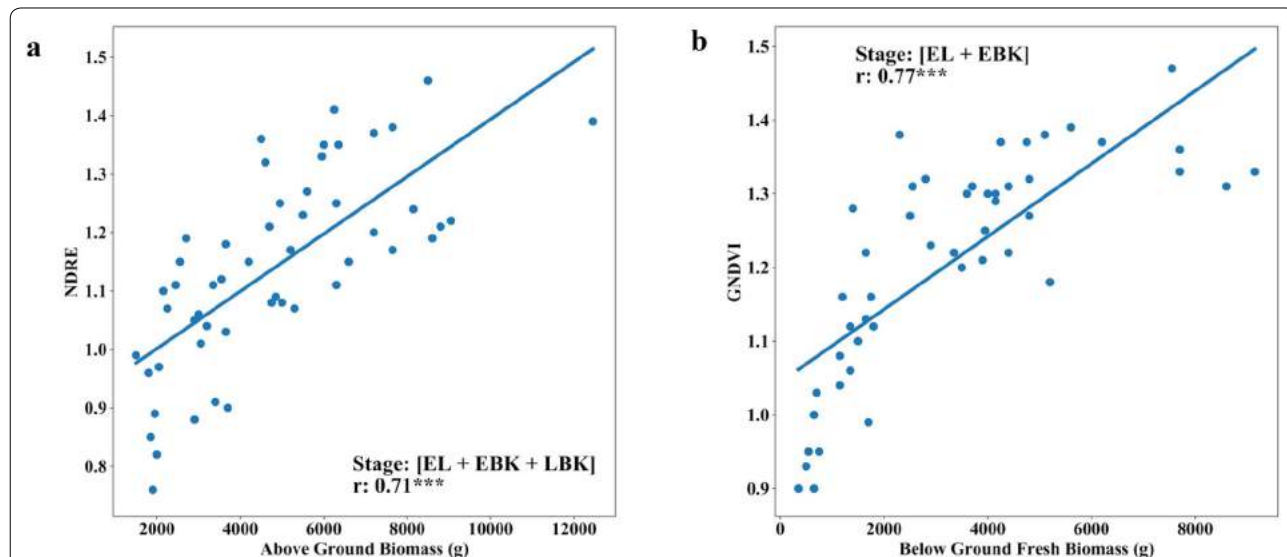 a
1.5
1.4
1.3
1.2
1.1
1.0
0.9
0.8
NDRE
Stage: [EL + EBK + LBK]
r: 0.71***
2000 4000 6000 8000 10000 12000
Above Ground Biomass (g)
b
Stage: [EL + EBK]
r: 0.77***
1.5
1.4
1.3
1.2
1.1
1.0
0.9
GNDVI
0 2000 4000 6000 8000
Below Ground Fresh Biomass (g)